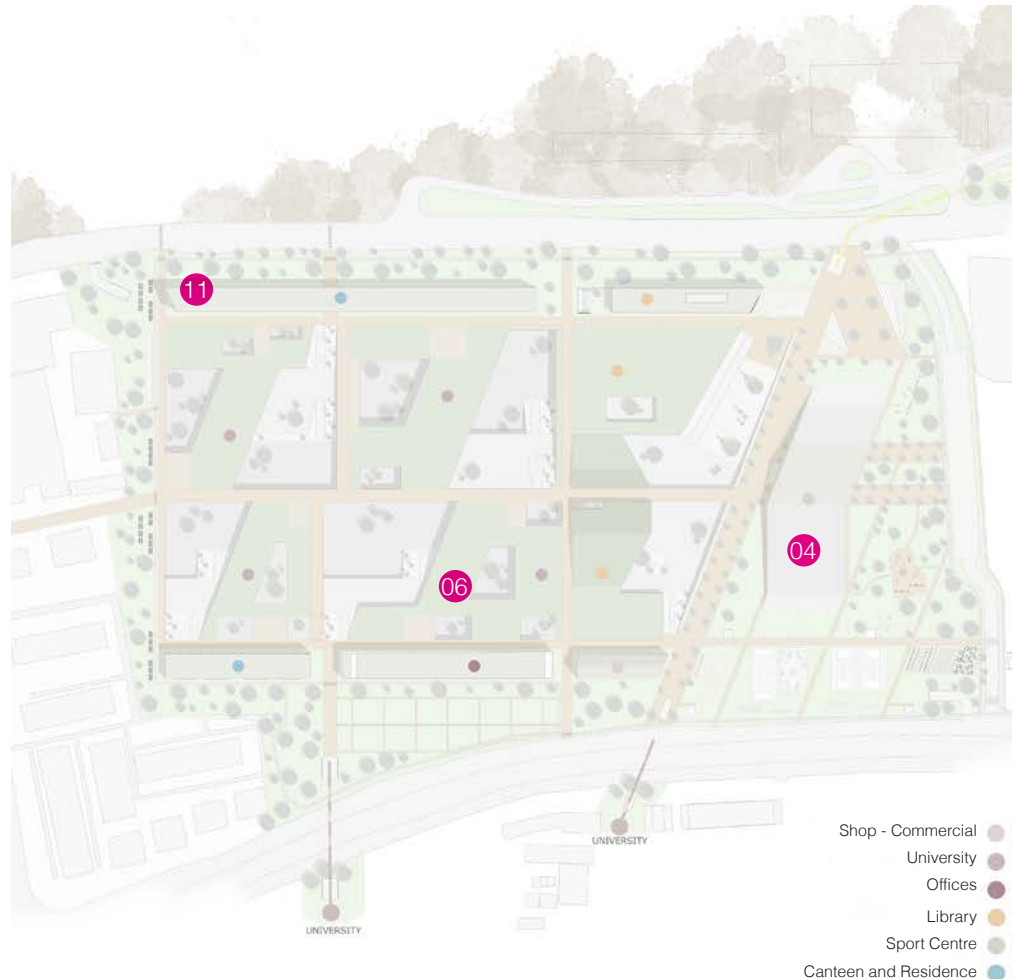 11
04
06
UNIVERSITY
UNIVERSITY
Shop - Commercial
University
Offices
Library
Sport Centre
Canteen and Residence